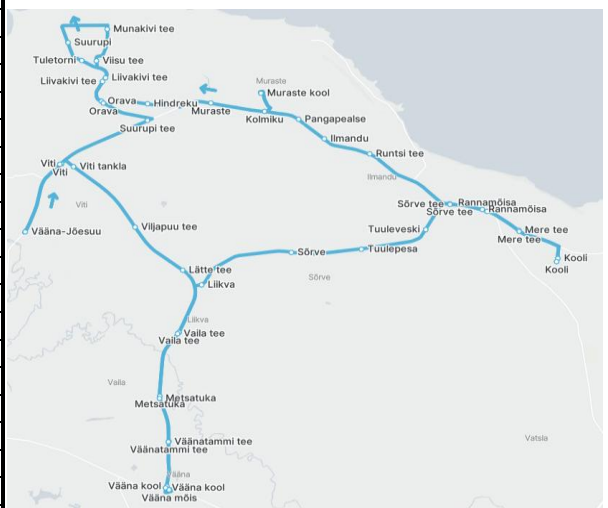 Munakivi tee
Suurupi
Tuletorni
Viisu tee
Liivakivi tee
Liivakivi tee
Muraste
Muraste kool
Orava
Hindreku
Orava
Muraste
Kolmiku
Pangapealse
Suurupi tee
Ilmandu
Runtsi tee
Viti
Viti tankla
Viti
Ilmandu
Viti
Sõrve tee
Rannamõisa
Sõrve tee
Rannamõisa
Vääna-Jõesuu
Viljapuu tee
Tuuleveski
Mere tee
Mere tee
Sõrve
Tuulepesa
Kooli
Kooli
Lätte tee
Sõrve
Liikva
Liikva
Vaila tee
Vaila tee
Valla
Metsatuka
Metsatuka
Väänatammi tee
Väänatammi tee
Vatsla
Vääna
Vääna kool
Vääna kool
Vääna mõis